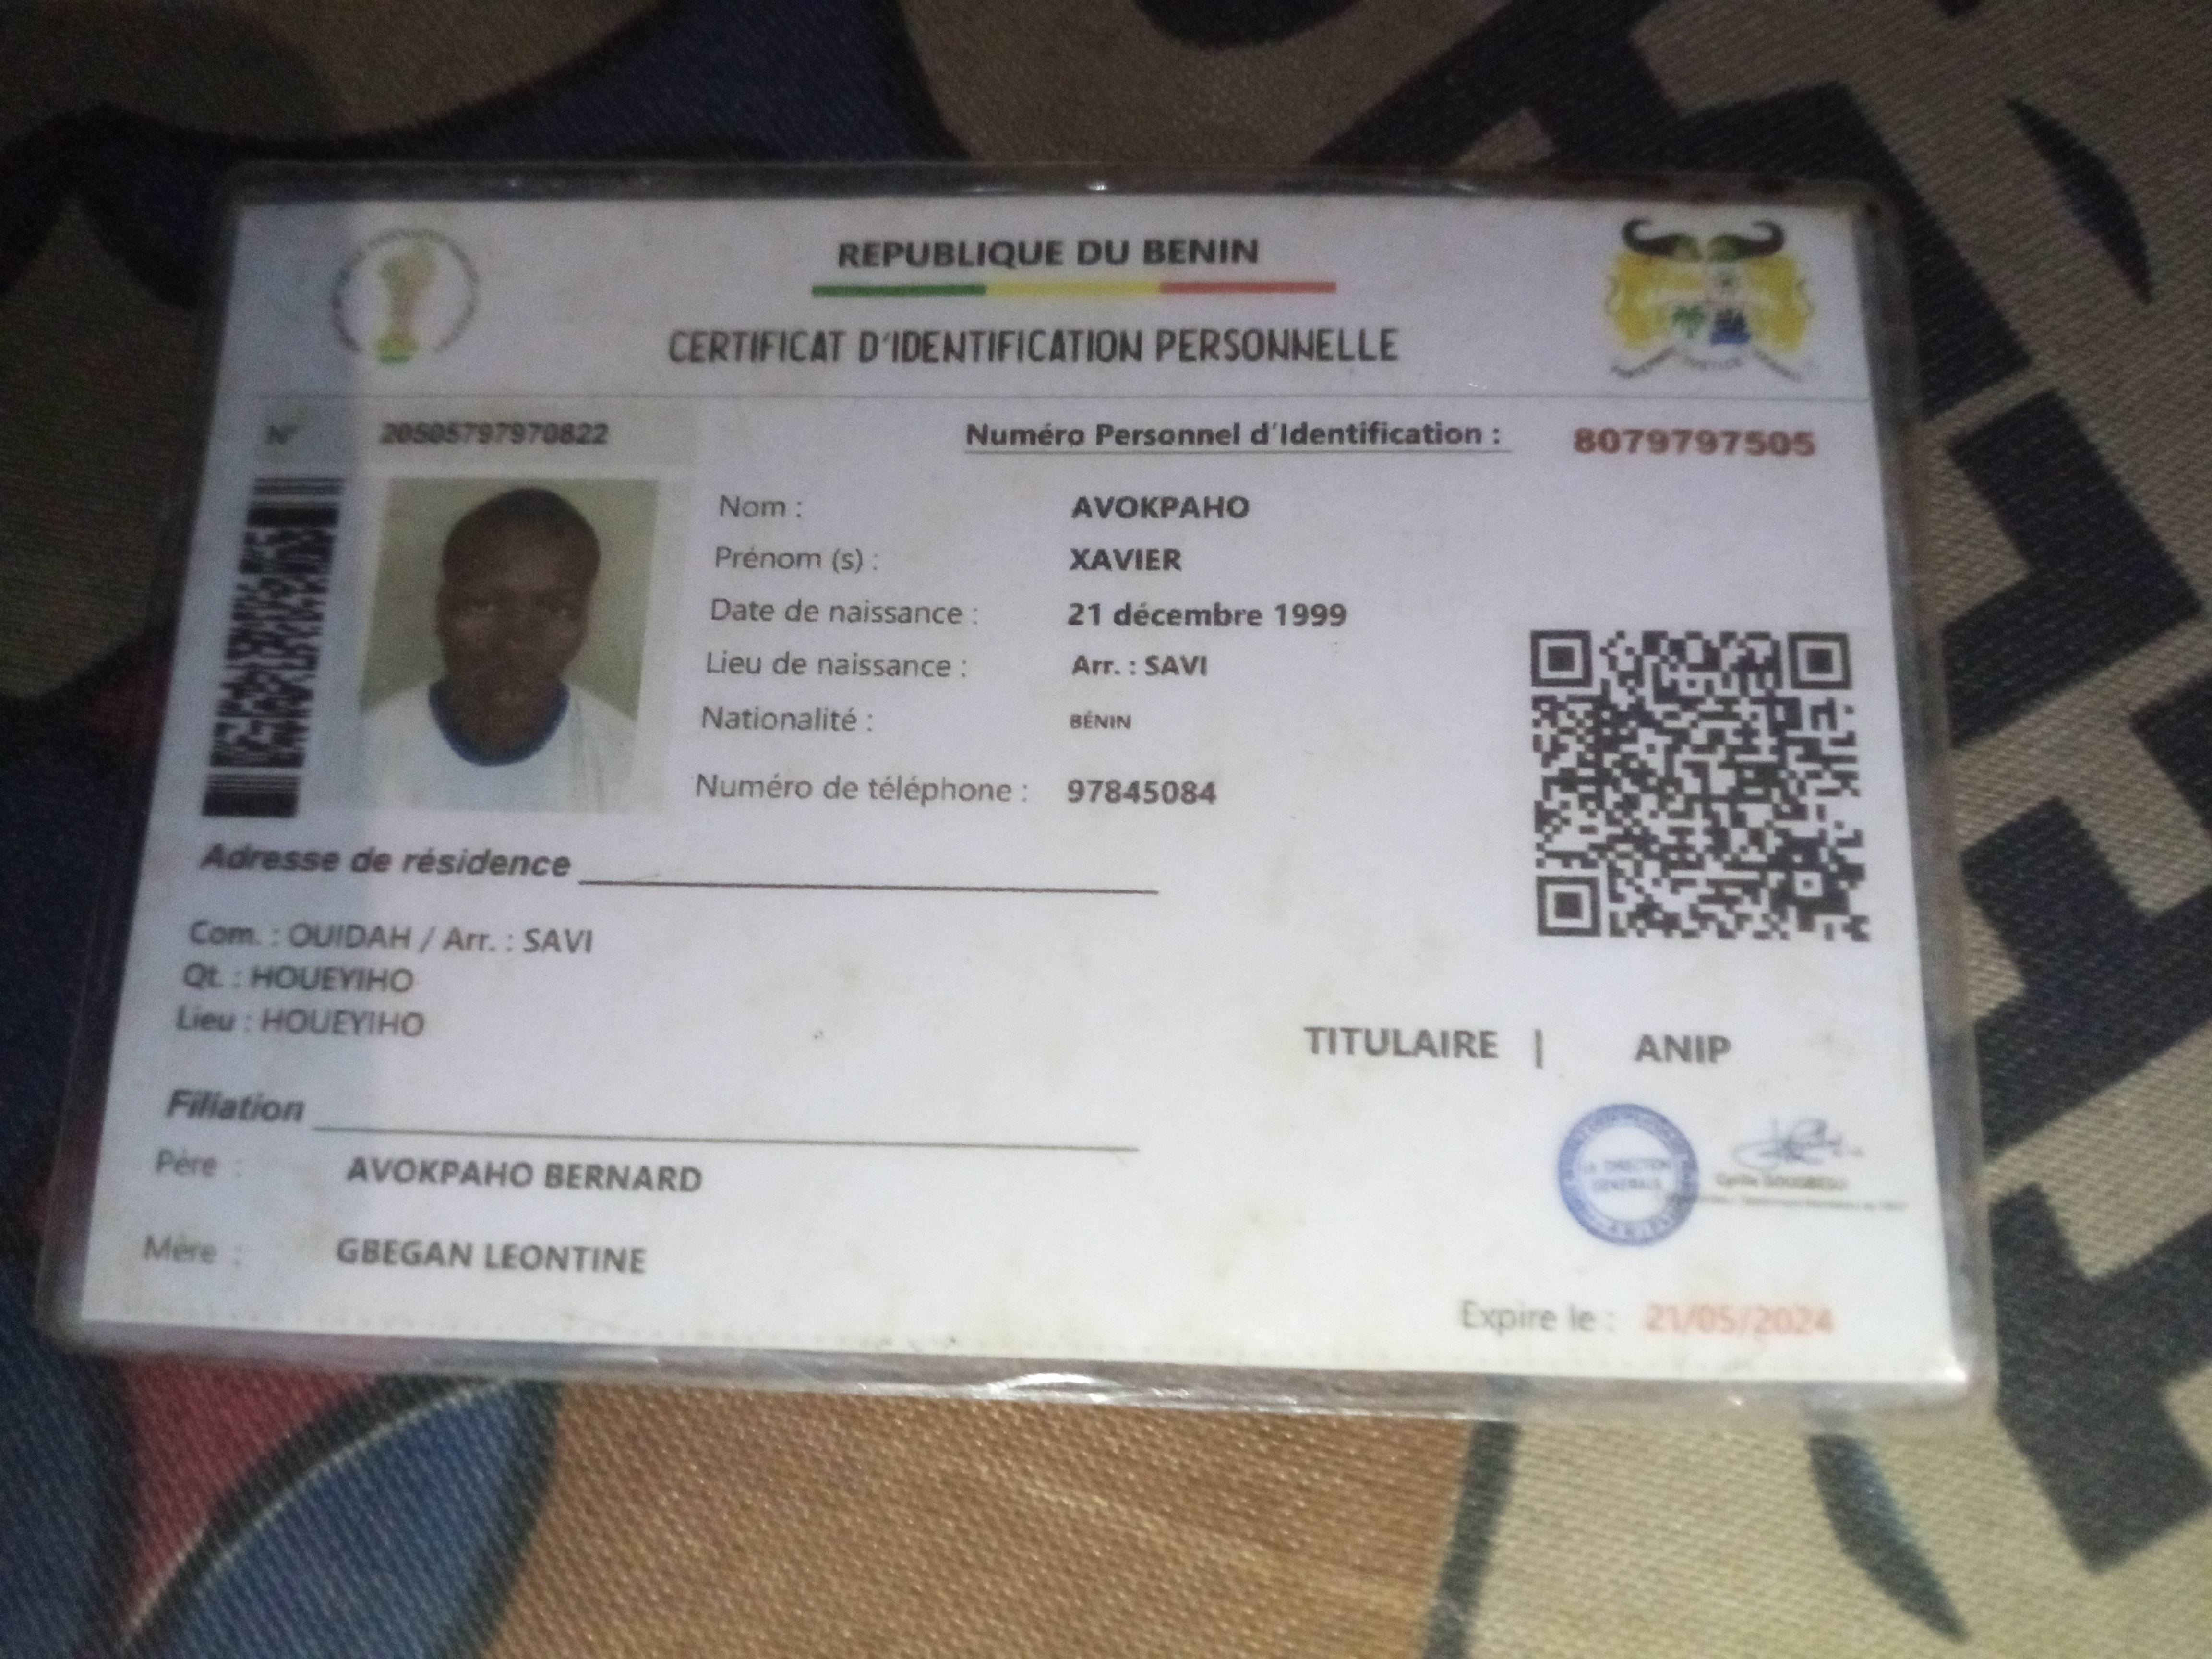 REPUBLIQUE DU BENIN
CERTIFICAT D'IDENTIFICATION PERSONNELLE
N° 20505797970822
Numéro Personnel d'Identification : 8079797505
Nom : AVOKPAHO
Prénom (s) : XAVIER
Date de naissance : 21 décembre 1999
Lieu de naissance : Arr. : SAVI
Nationalité : BÉNIN
Numéro de téléphone : 97845084
Adresse de résidence
Com. : OUIDAH / Arr. : SAVI
Qt. : HOUEYIHO
Lieu : HOUEYIHO
TITULAIRE | ANIP
Filiation
Père : AVOKPAHO BERNARD
LA DIRECTION
GENERALE
Mère : GBEGAN LEONTINE
Expire le : 21/05/2024